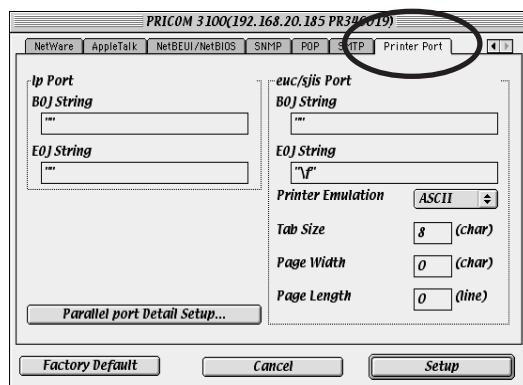 PRICOM 3100(192.168.20.185 PR346019)
NetWare AppleTalk NetBEUI/NetBIOS SNMP POP SMTP Printer Port
lp Port
BOJ String
""
EOJ String
""
Parallel port Detail Setup...
euc/sjis Port
BOJ String
""
EOJ String
"\f"
Printer Emulation ASCII
Tab Size 8 (char)
Page Width 0 (char)
Page Length 0 (line)
Factory Default Cancel Setup